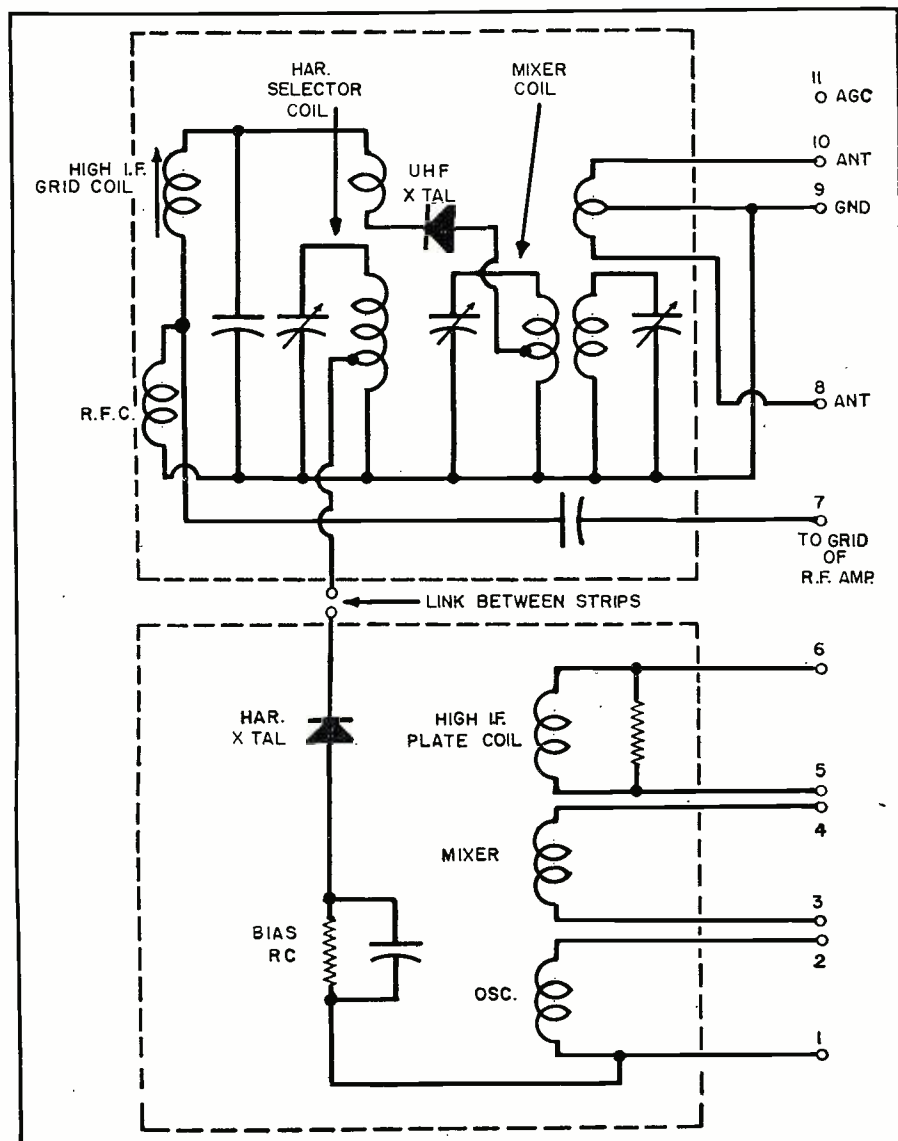 HAR.
SELECTOR
COIL
MIXER
COIL
11
AGC
10
ANT
9
GND
HIGH I.F.
GRID COIL
UHF
X TAL
8
ANT
R.F.C.
7
TO GRID
OF
R.F. AMP.
LINK BETWEEN STRIPS
6
HAR.
X TAL
HIGH I.F.
PLATE COIL
5
4
MIXER
3
BIAS
RC
2
OSC.
1